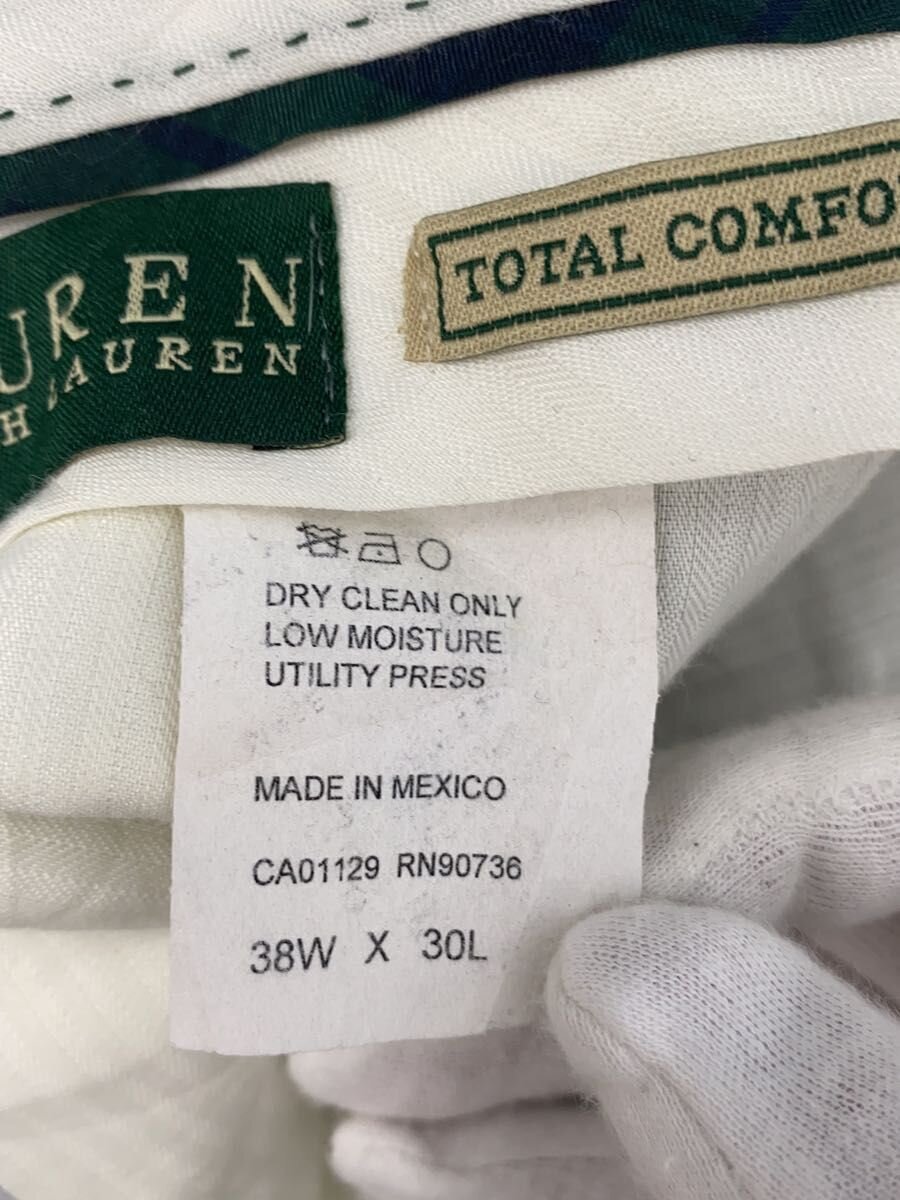 UREN
H LAUREN
TOTAL COMFO
DRY CLEAN ONLY
LOW MOISTURE
UTILITY PRESS
MADE IN MEXICO
CA01129 RN90736
38W X 30L